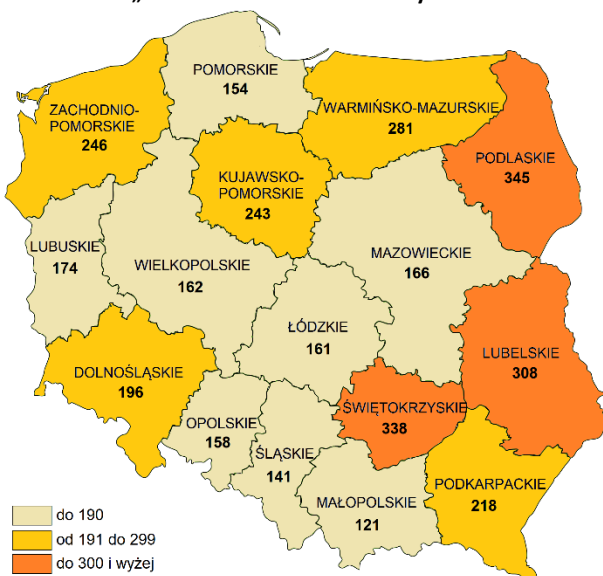 POMORSKIE
154
ZACHODNIO-
POMORSKIE
246
WARMIŃSKO-MAZURSKIE
281
PODLASKIE
345
KUJAWSKO-
POMORSKIE
243
LUBUSKIE
174
WIELKOPOLSKIE
162
MAZOWIECKIE
166
ŁÓDZKIE
161
LUBELSKIE
308
DOLNOŚLĄSKIE
196
OPOLSKIE
158
ŚLĄSKIE
141
ŚWIĘTOKRZYSKIE
338
MAŁOPOLSKIE
121
PODKARPACKIE
218
do 190
od 191 do 299
do 300 i wyżej